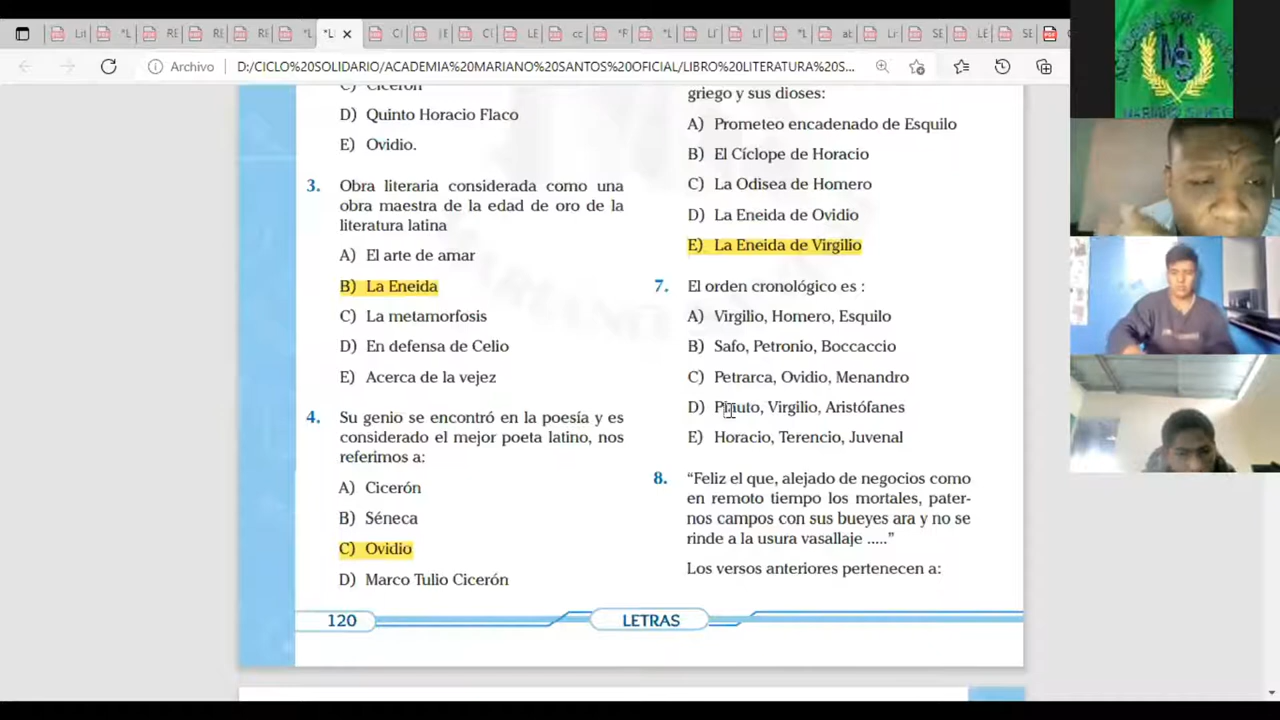 Archivo
D:/CICLO%20SOLIDARIO/ACADEMIA%20MARIANO%20SANTOS%20OFICIAL/LIBRO%20LITERATURA%20S...
C) Cicerón
D) Quinto Horacio Flaco
E) Ovidio.
3. Obra literaria considerada como una
obra maestra de la edad de oro de la
literatura latina
A) El arte de amar
B) La Eneida
C) La metamorfosis
D) En defensa de Celio
E) Acerca de la vejez
4. Su genio se encontró en la poesía y es
considerado el mejor poeta latino, nos
referimos a:
A) Cicerón
B) Séneca
C) Ovidio
D) Marco Tulio Cicerón
griego y sus dioses:
A) Prometeo encadenado de Esquilo
B) El Cíclope de Horacio
C) La Odisea de Homero
D) La Eneida de Ovidio
E) La Eneida de Virgilio
7. El orden cronológico es :
A) Virgilio, Homero, Esquilo
B) Safo, Petronio, Boccaccio
C) Petrarca, Ovidio, Menandro
D) Virgilio, Aristófanes
E) Horacio, Terencio, Juvenal
8. “Feliz el que, alejado de negocios como
en remoto tiempo los mortales, pater-
nos campos con sus bueyes ara y no se
rinde a la usura vasallaje .....”
Los versos anteriores pertenecen a:
120
LETRAS